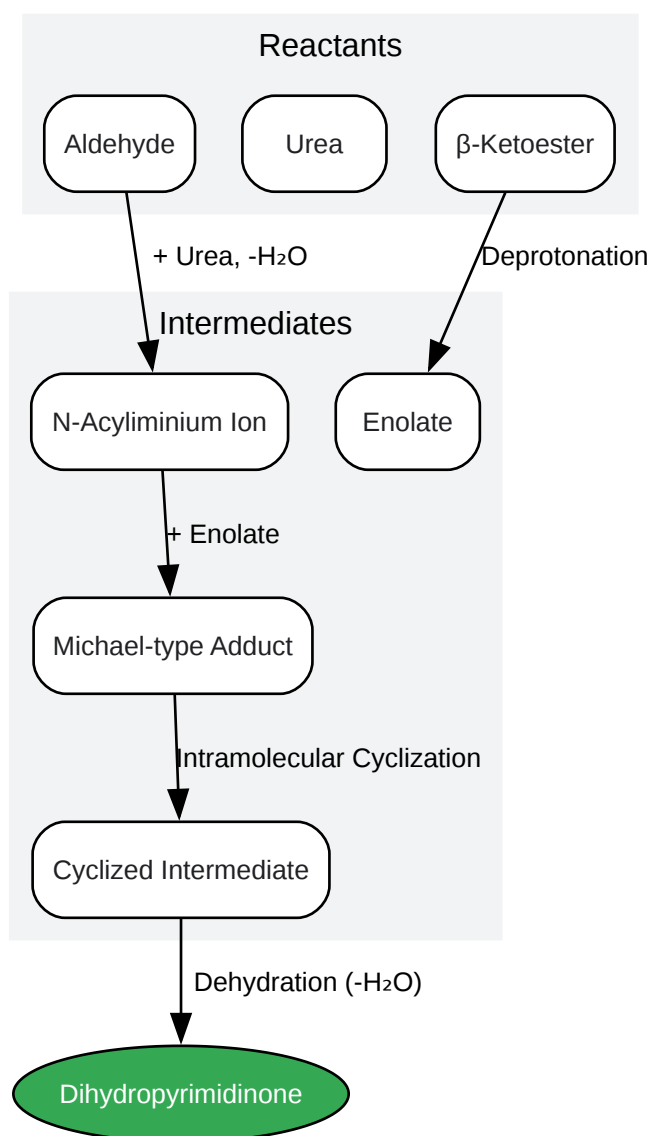 Reactants
Aldehyde
Urea
β-Ketoester
+ Urea, -H₂O
Deprotonation
Intermediates
N-Acyliminium Ion
Enolate
+ Enolate
Michael-type Adduct
Intramolecular Cyclization
Cyclized Intermediate
Dehydration (-H₂O)
Dihydropyrimidinone